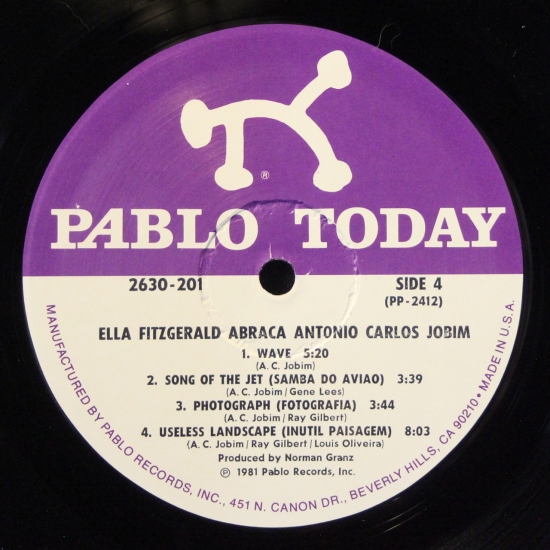 ®
PABLO TODAY
2630-201
SIDE 4
(PP-2412)
ELLA FITZGERALD ABRACA ANTONIO CARLOS JOBIM
1. WAVE 5:20
(A. C. Jobim)
2. SONG OF THE JET (SAMBA DO AVIAO) 3:39
(A. C. Jobim/Gene Lees)
3. PHOTOGRAPH (FOTOGRAFIA) 3:44
(A. C. Jobim/Ray Gilbert)
4. USELESS LANDSCAPE (INUTIL PAISAGEM) 8:03
(A. C. Jobim/Ray Gilbert/Louis Oliveira)
Produced by Norman Granz
℗ 1981 Pablo Records, Inc.
MANUFACTURED BY PABLO RECORDS, INC., 451 N. CANON DR., BEVERLY HILLS, CA 90210 • MADE IN U.S.A.